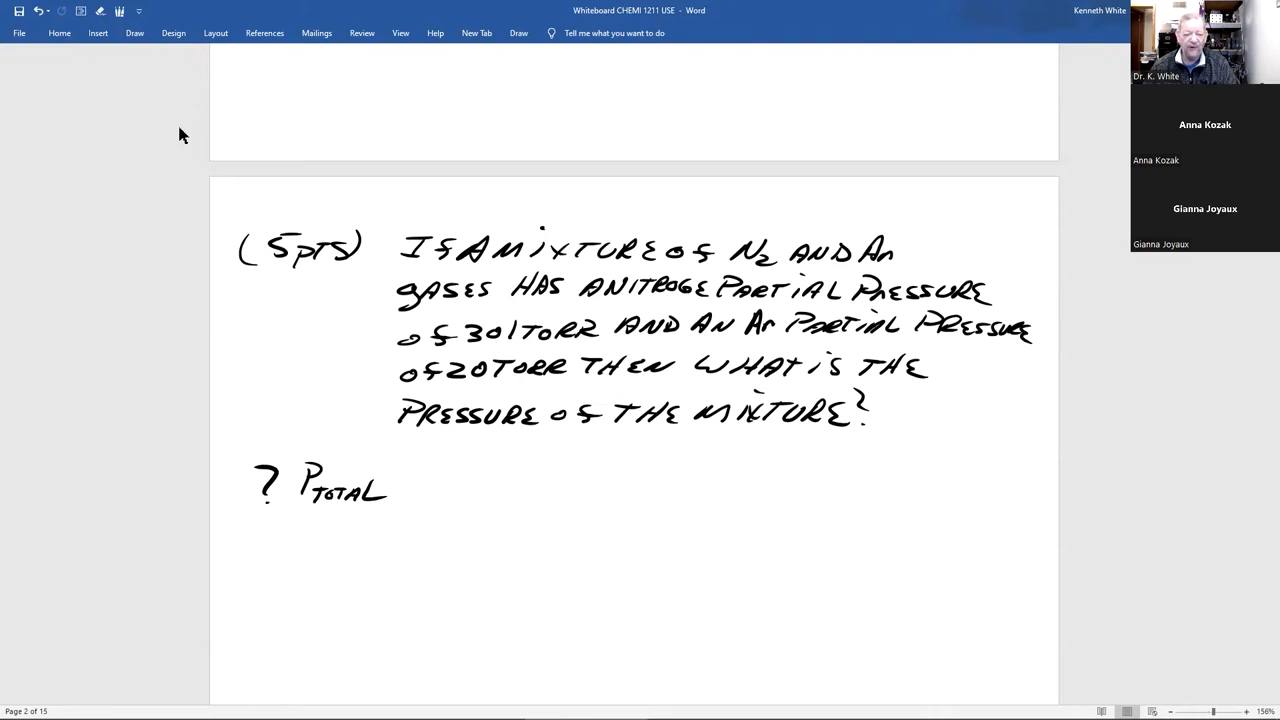 Whiteboard CHEMI 1211 USE - Word
Kenneth White
File Home Insert Draw Design Layout References Mailings Review View Help New Tab Draw Tell me what you want to do
Dr. K. White
Anna Kozak
Anna Kozak
Gianna Joyaux
Gianna Joyaux
(5pts) If A MIXTURE of N2 AND Ar
gASES HAS A NITROGE PARTIAL PRESSURE
of 301 TORR AND AN Ar PARTIAL PRESSURE
of 20 TORR THEN WHAT is THE
PRESSURE of THE MIXTURE?
? PTOTAL
Page 2 of 15
156%